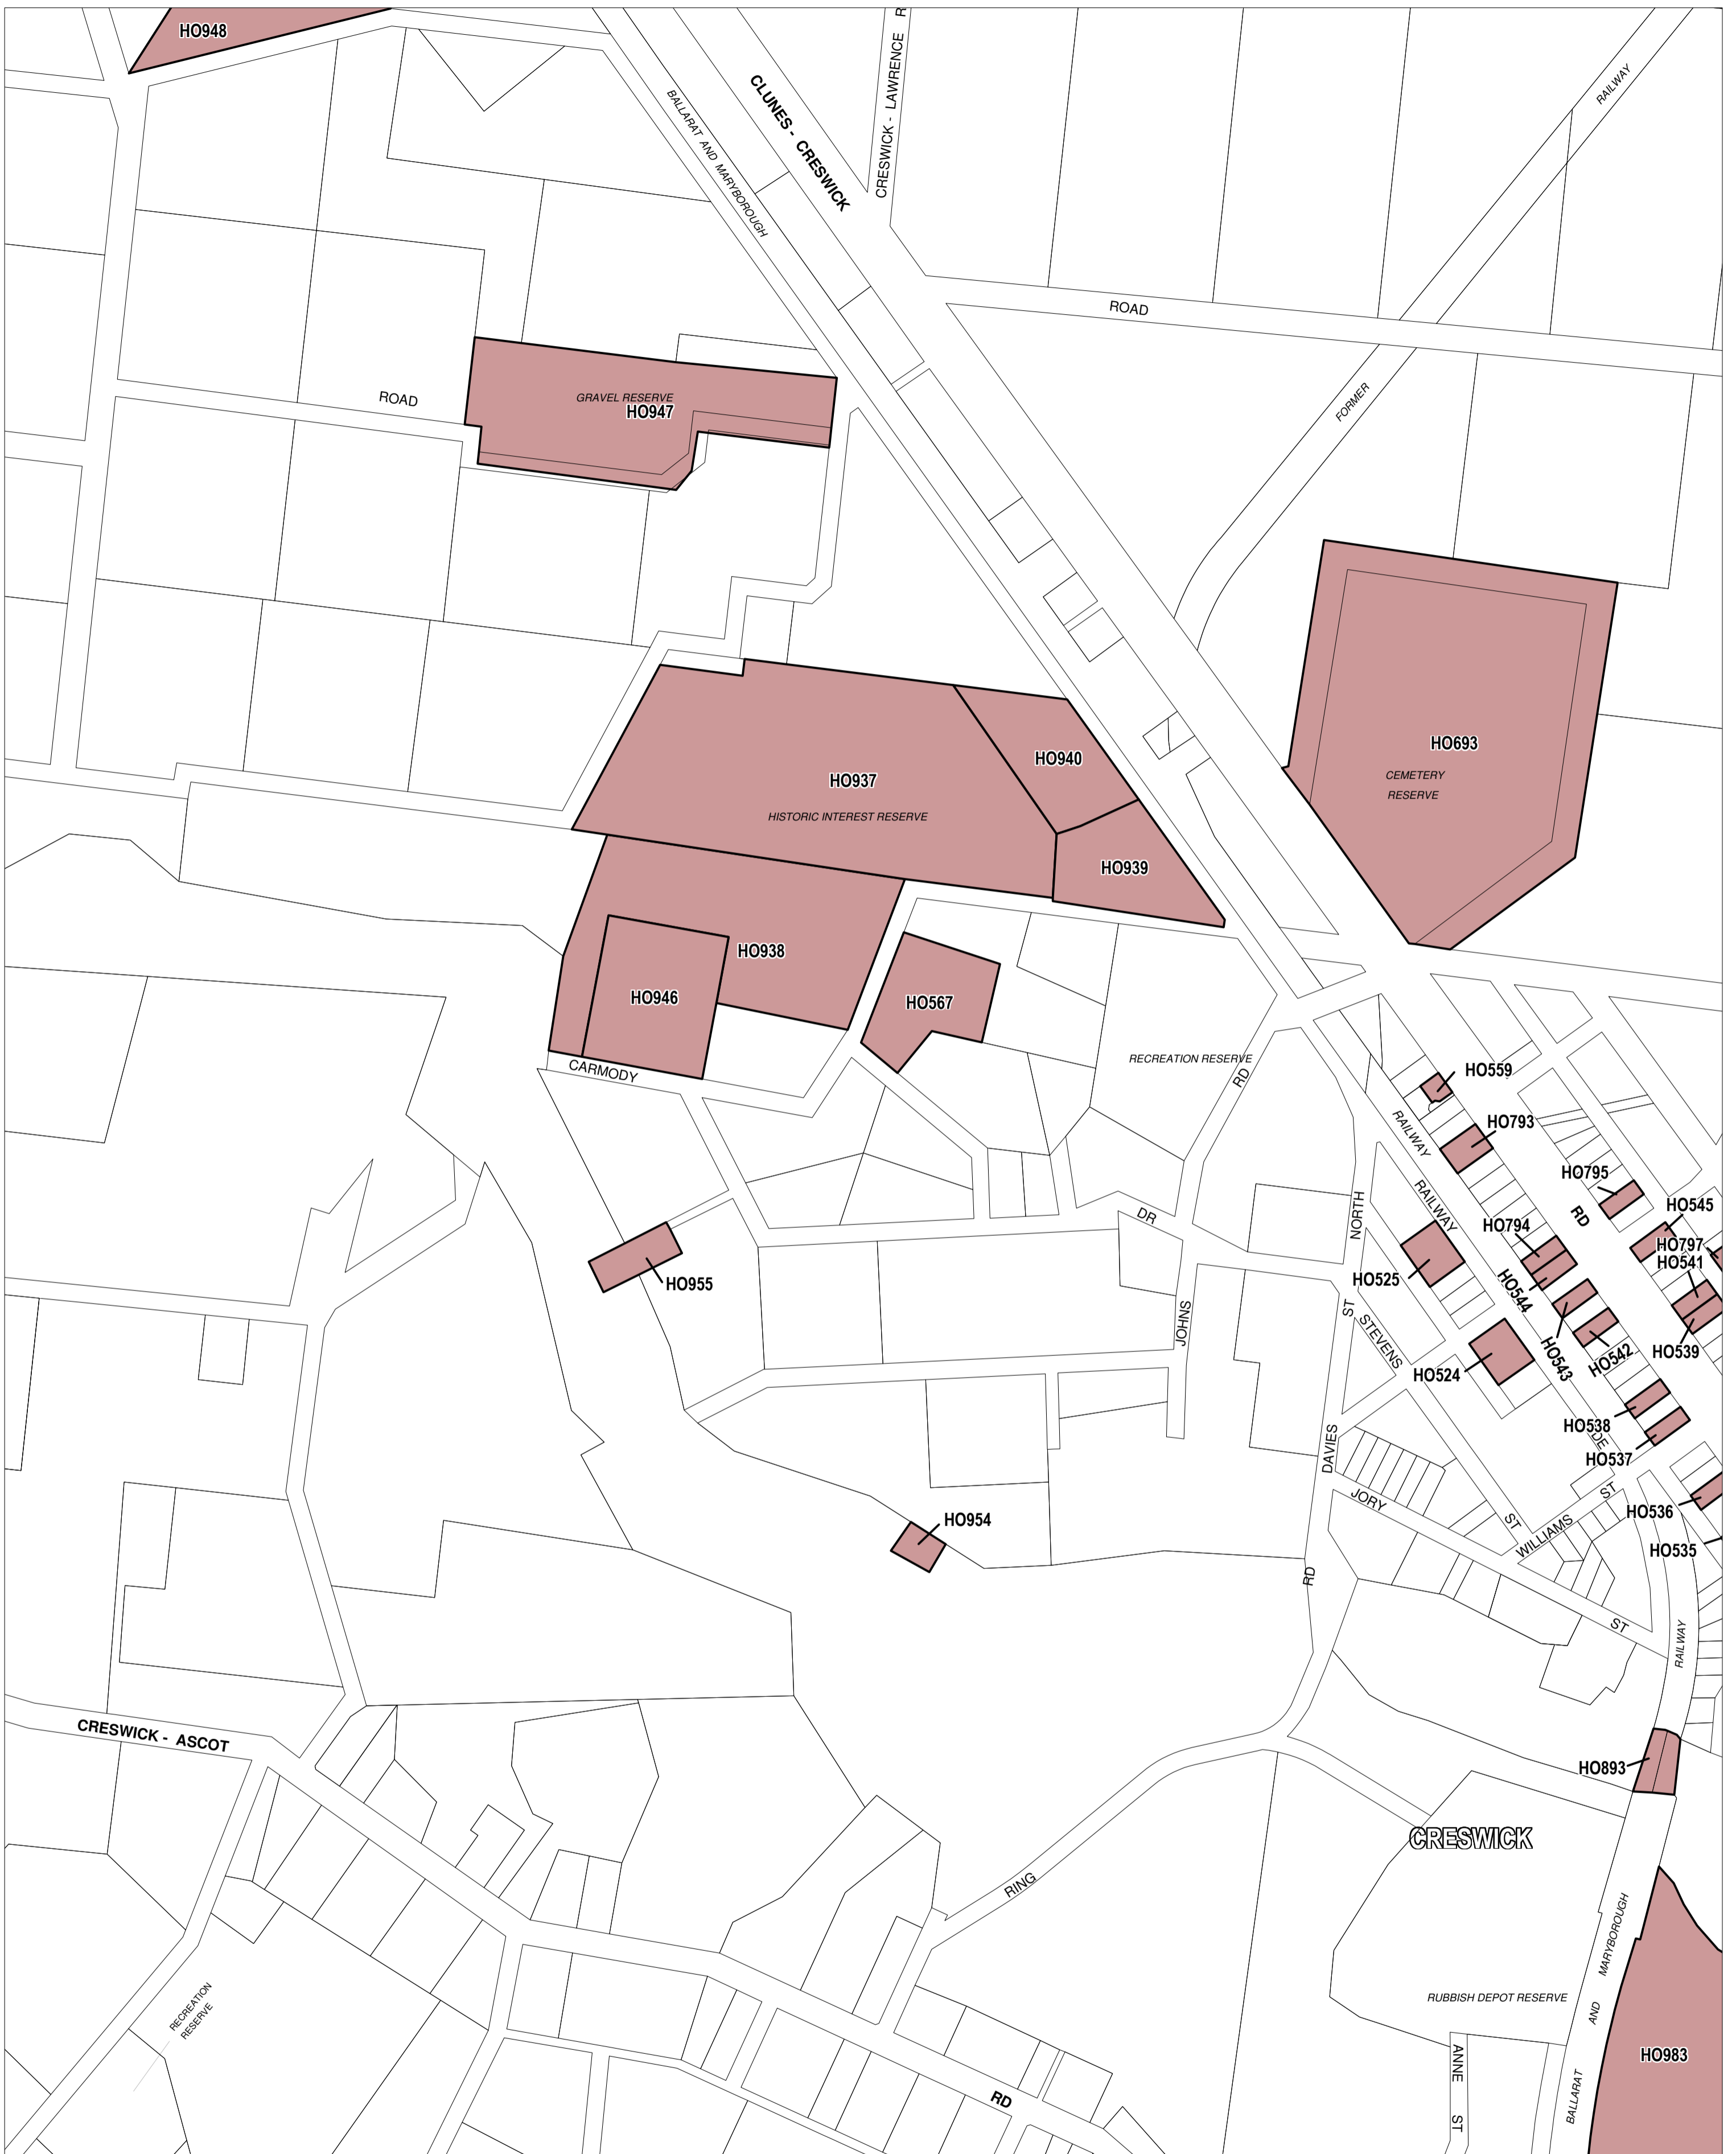 HO948
CRESWICK - LAWRENCE R
CLUNES - CRESWICK
BALLARAT AND MARYBOROUGH
RAILWAY
ROAD
FORMER
ROAD
GRAVEL RESERVE
HO947
HO693
CEMETERY
RESERVE
HO940
HO937
HISTORIC INTEREST RESERVE
HO939
HO938
HO946
HO567
CARMODY
RECREATION RESERVE
RD
HO559
HO793
RAILWAY
HO795
RAILWAY
HO545
RD
NORTH
DR
HO794
HO797
HO541
HO525
HO955
HO544
ST
JOHNS
STEVENS
HO543
HO542
HO539
HO524
HO538
DE
HO537
DAVIES
JORY
ST
HO536
HO954
ST
WILLIAMS
HO535
RD
ST
RAILWAY
CRESWICK - ASCOT
HO893
CRESWICK
RING
MARYBOROUGH
RECREATION
RESERVE
RUBBISH DEPOT RESERVE
AND
HO983
ANNE
BALLARAT
RD
ST